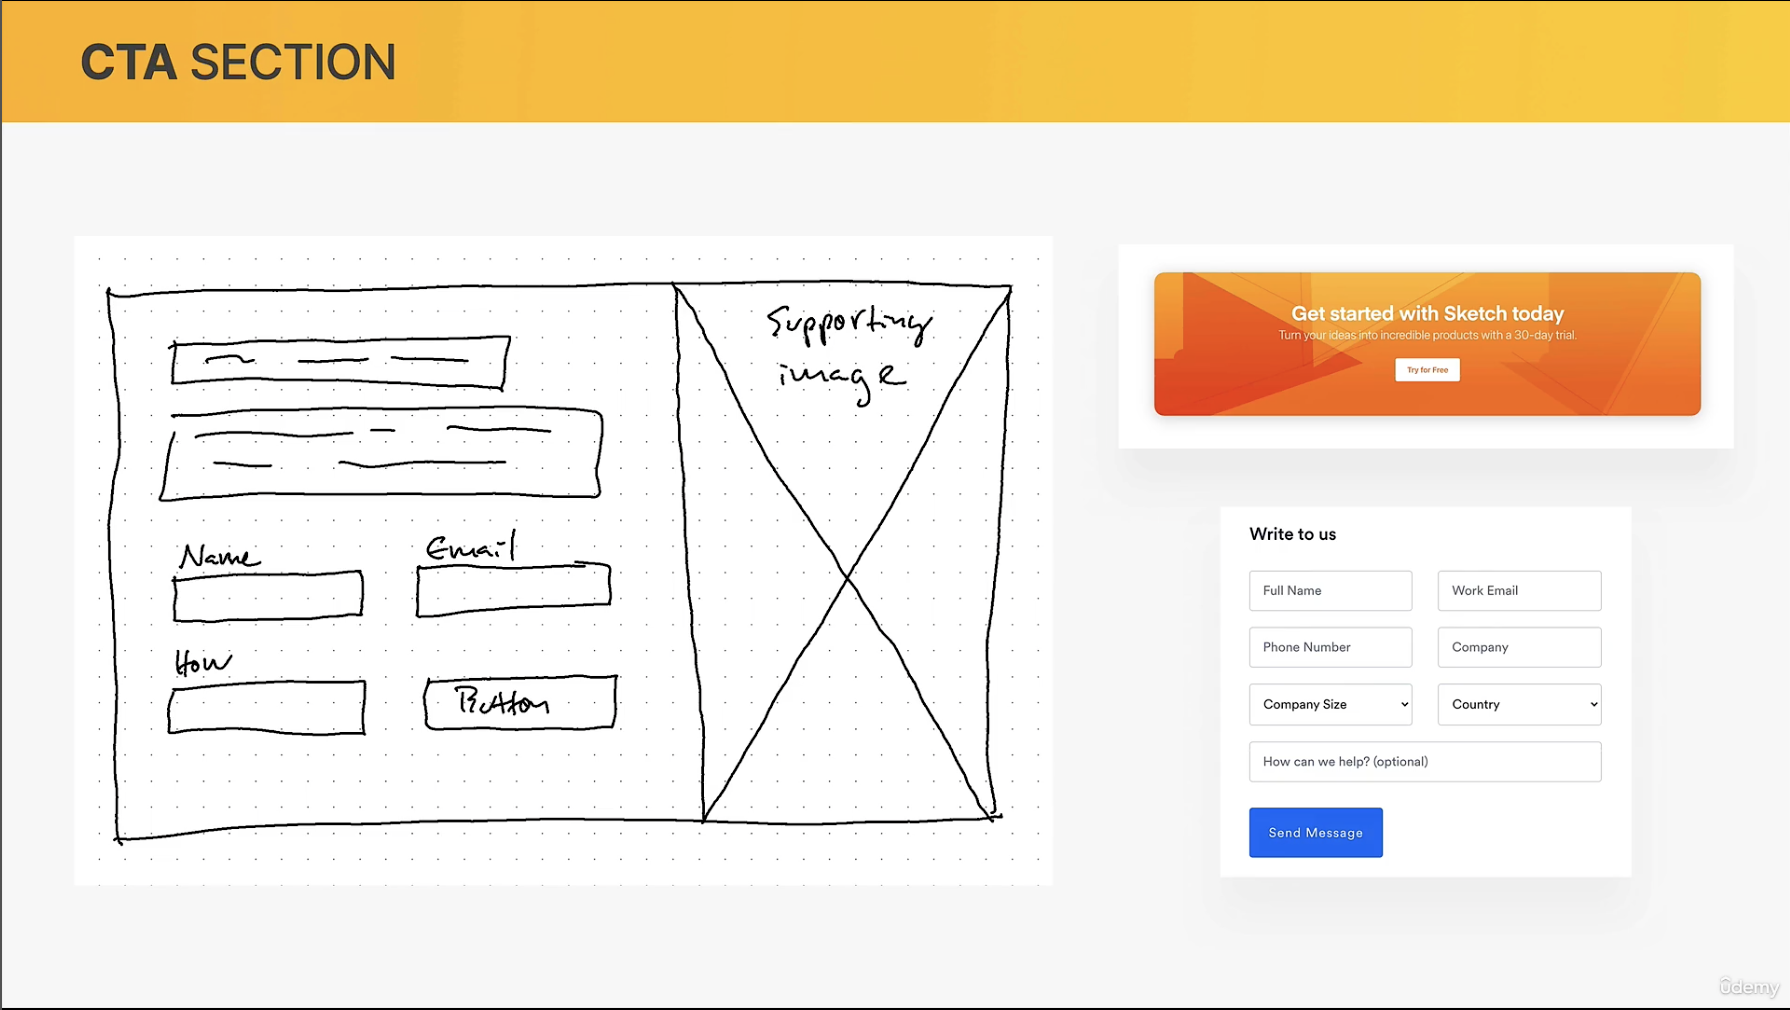 CTA SECTION
Supporting
image
Name
Email
How
Button
Get started with Sketch today
Turn your ideas into incredible products with a 30-day trial.
Try for Free
Write to us
Full Name
Work Email
Phone Number
Company
Company Size
Country
How can we help? (optional)
Send Message
ûdemy